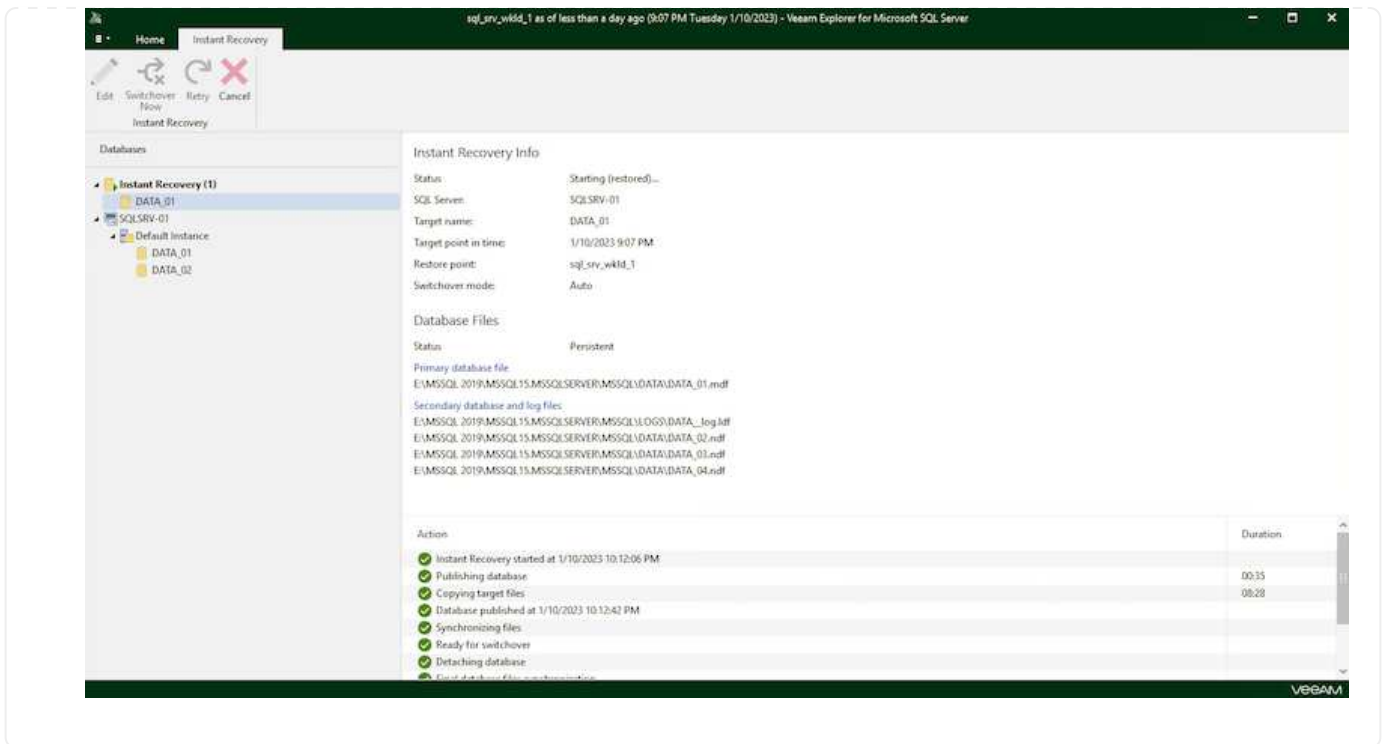 sql_srv_wkld_1 as of less than a day ago (9:07 PM Tuesday 1/10/2023) - Veeam Explorer for Microsoft SQL Server
Home Instant Recovery
Edit Switchover Now Retry Cancel
Instant Recovery
Databases
Instant Recovery (1)
DATA_01
SQLSRV-01
Default Instance
DATA_01
DATA_02
Instant Recovery Info
Status Starting (restored)...
SQL Server: SQLSRV-01
Target name: DATA_01
Target point in time: 1/10/2023 9:07 PM
Restore point: sql_srv_wkld_1
Switchover mode: Auto
Database Files
Status Persistent
Primary database file
E:\MSSQL 2019\MSSQL15.MSSQLSERVER\MSSQL\DATA\DATA_01.mdf
Secondary database and log files
E:\MSSQL 2019\MSSQL15.MSSQLSERVER\MSSQL\LOGS\DATA__log.ldf
E:\MSSQL 2019\MSSQL15.MSSQLSERVER\MSSQL\DATA\DATA_02.ndf
E:\MSSQL 2019\MSSQL15.MSSQLSERVER\MSSQL\DATA\DATA_03.ndf
E:\MSSQL 2019\MSSQL15.MSSQLSERVER\MSSQL\DATA\DATA_04.ndf
Action Duration
Instant Recovery started at 1/10/2023 10:12:06 PM
Publishing database 00:35
Copying target files 08:28
Database published at 1/10/2023 10:12:42 PM
Synchronizing files
Ready for switchover
Detaching database
Final database files synchronization
veeam